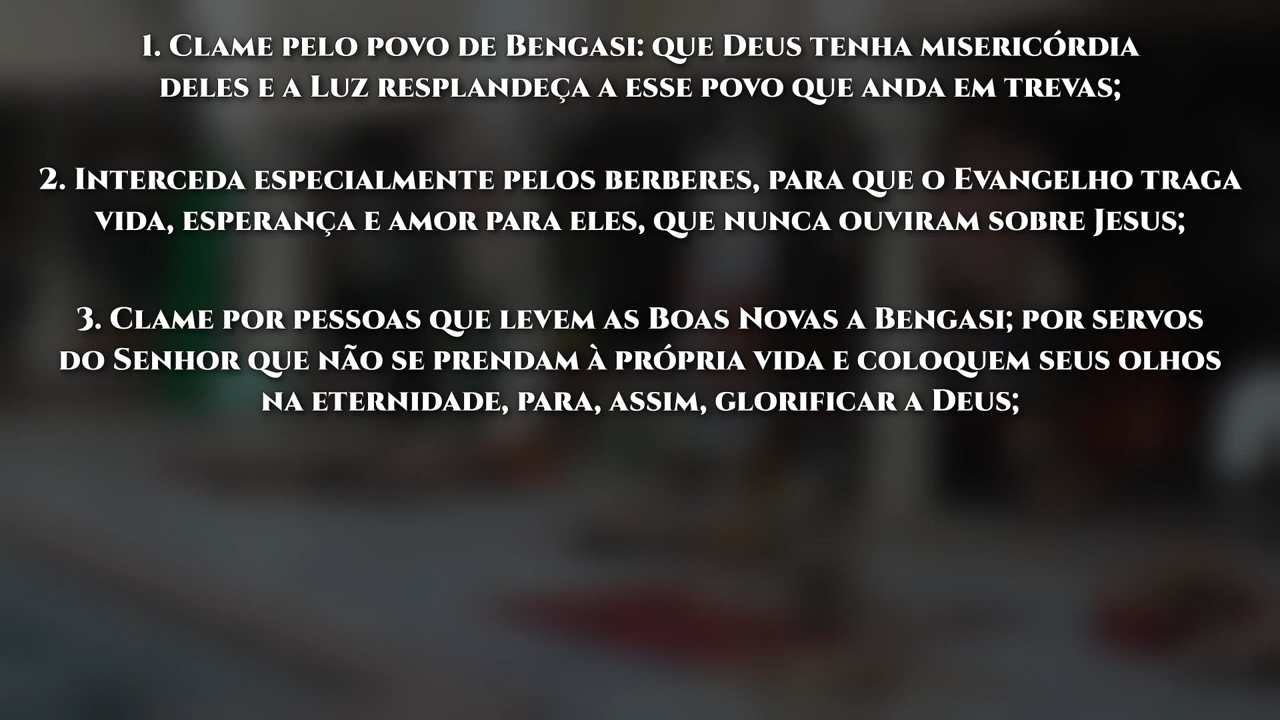 1. Clame pelo povo de Bengasi: que Deus tenha misericórdia
deles e a Luz resplandeça a esse povo que anda em trevas;
2. Interceda especialmente pelos berberes, para que o Evangelho traga
vida, esperança e amor para eles, que nunca ouviram sobre Jesus;
3. Clame por pessoas que levem as Boas Novas a Bengasi; por servos
do Senhor que não se prendam à própria vida e coloquem seus olhos
na eternidade, para, assim, glorificar a Deus;